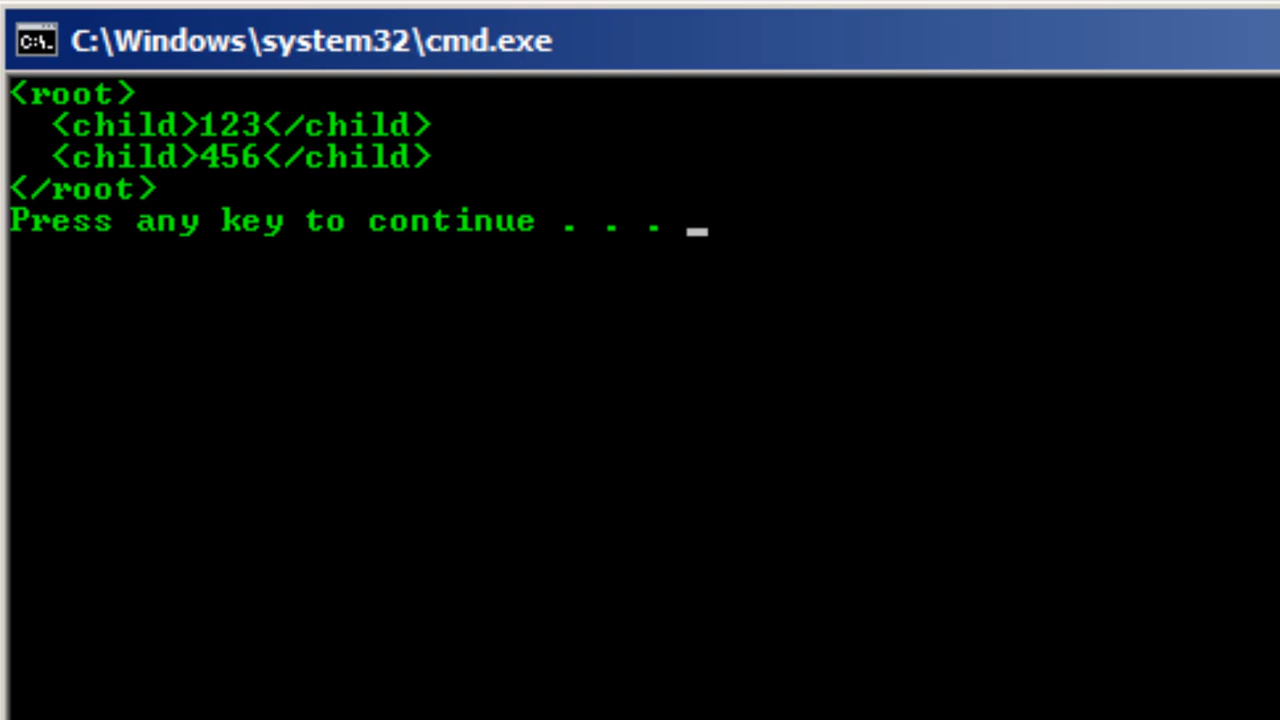 C:\Windows\system32\cmd.exe
<root>
  <child>123</child>
  <child>456</child>
</root>
Press any key to continue . . . _